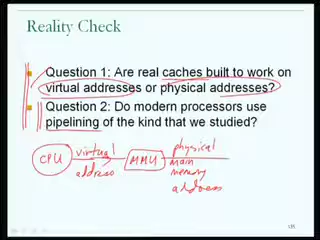 Reality Check
Question 1: Are real caches built to work on
virtual addresses or physical addresses?
Question 2: Do modern processors use
pipelining of the kind that we studied?
CPU virtual address MMU physical
main
memory
address